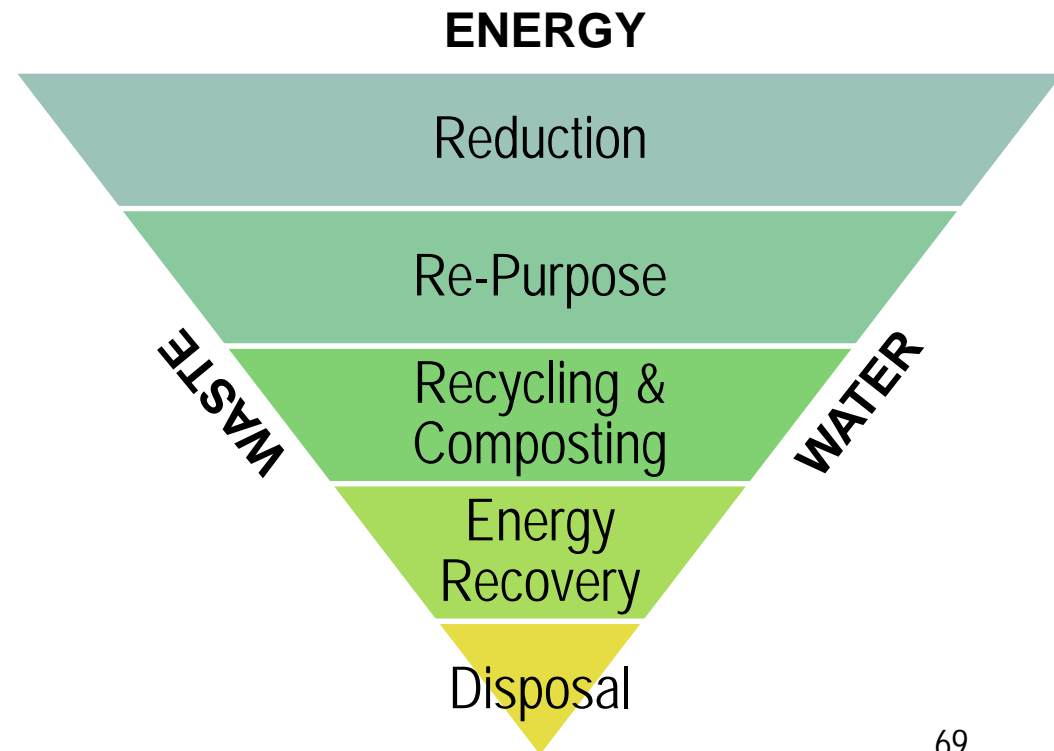 ENERGY
Reduction
Re-Purpose
WASTE
WATER
Recycling &
Composting
Energy
Recovery
Disposal
69